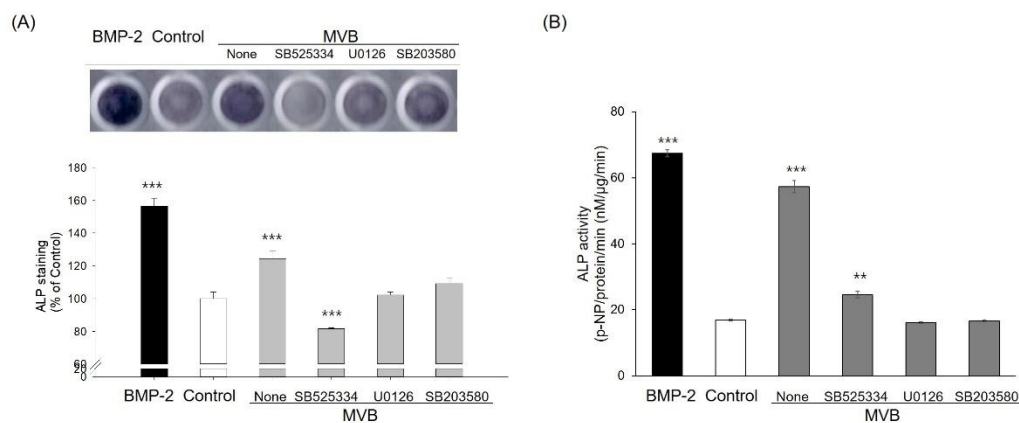 (A)
BMP-2 Control MVB
None SB525334 U0126 SB203580
ALP staining
(% of Control)
180
160
140
120
100
80
60
20
0
***
***
***
BMP-2 Control None SB525334 U0126 SB203580
MVB
(B)
ALP activity
(p-NP/protein/min (nM/µg/min)
80
60
40
20
0
***
***
**
BMP-2 Control None SB525334 U0126 SB203580
MVB